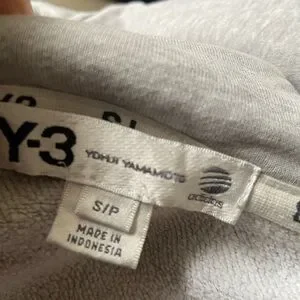 Y-3 YOHJI YAMAMOTO adidas
S/P
MADE IN
INDONESIA